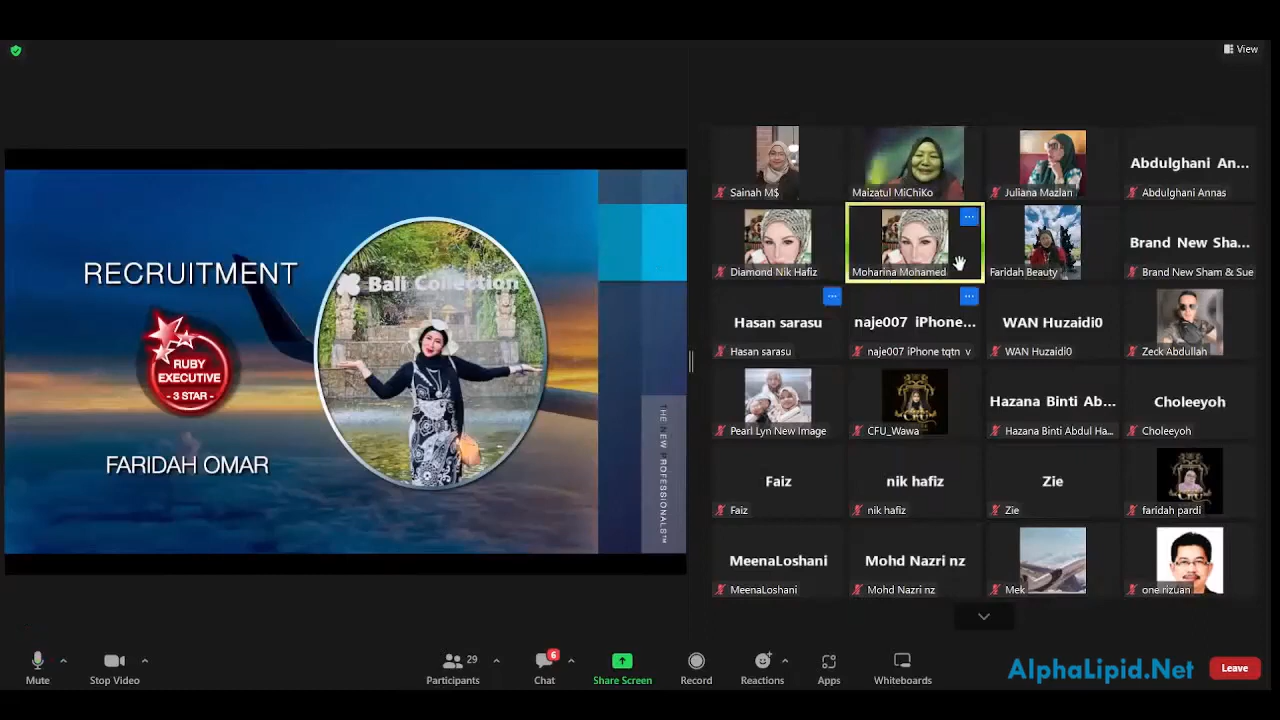 View
RECRUITMENT
RUBY
EXECUTIVE
- 3 STAR -
FARIDAH OMAR
Bali Collection
THE NEW PROFESSIONALS™
Sainah M$
Maizatul MiChiKo
Juliana Mazlan
Abdulghani An...
Abdulghani Annas
Diamond Nik Hafiz
Moharina Mohamed
Faridah Beauty
Brand New Sha...
Brand New Sham & Sue
Hasan sarasu
Hasan sarasu
naje007 iPhone...
naje007 iPhone tqtn v
WAN Huzaidi0
WAN Huzaidi0
Zeck Abdullah
Pearl Lyn New Image
CFU
CFU_Wawa
Hazana Binti Ab...
Hazana Binti Abdul Ha...
Choleeyoh
Choleeyoh
Faiz
Faiz
nik hafiz
nik hafiz
Zie
Zie
CFU
faridah pardi
MeenaLoshani
MeenaLoshani
Mohd Nazri nz
Mohd Nazri nz
Mek
one rizuan
Mute
Stop Video
29
Participants
6
Chat
Share Screen
Record
Reactions
Apps
Whiteboards
AlphaLipid.Net
Leave